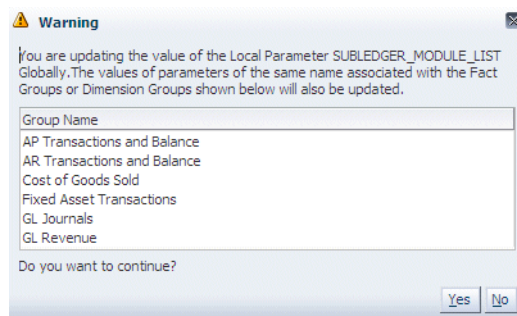 Warning
You are updating the value of the Local Parameter SUBLEDGER_MODULE_LIST
Globally.The values of parameters of the same name associated with the Fact
Groups or Dimension Groups shown below will also be updated.
Group Name
AP Transactions and Balance
AR Transactions and Balance
Cost of Goods Sold
Fixed Asset Transactions
GL Journals
GL Revenue
Do you want to continue?
Yes No